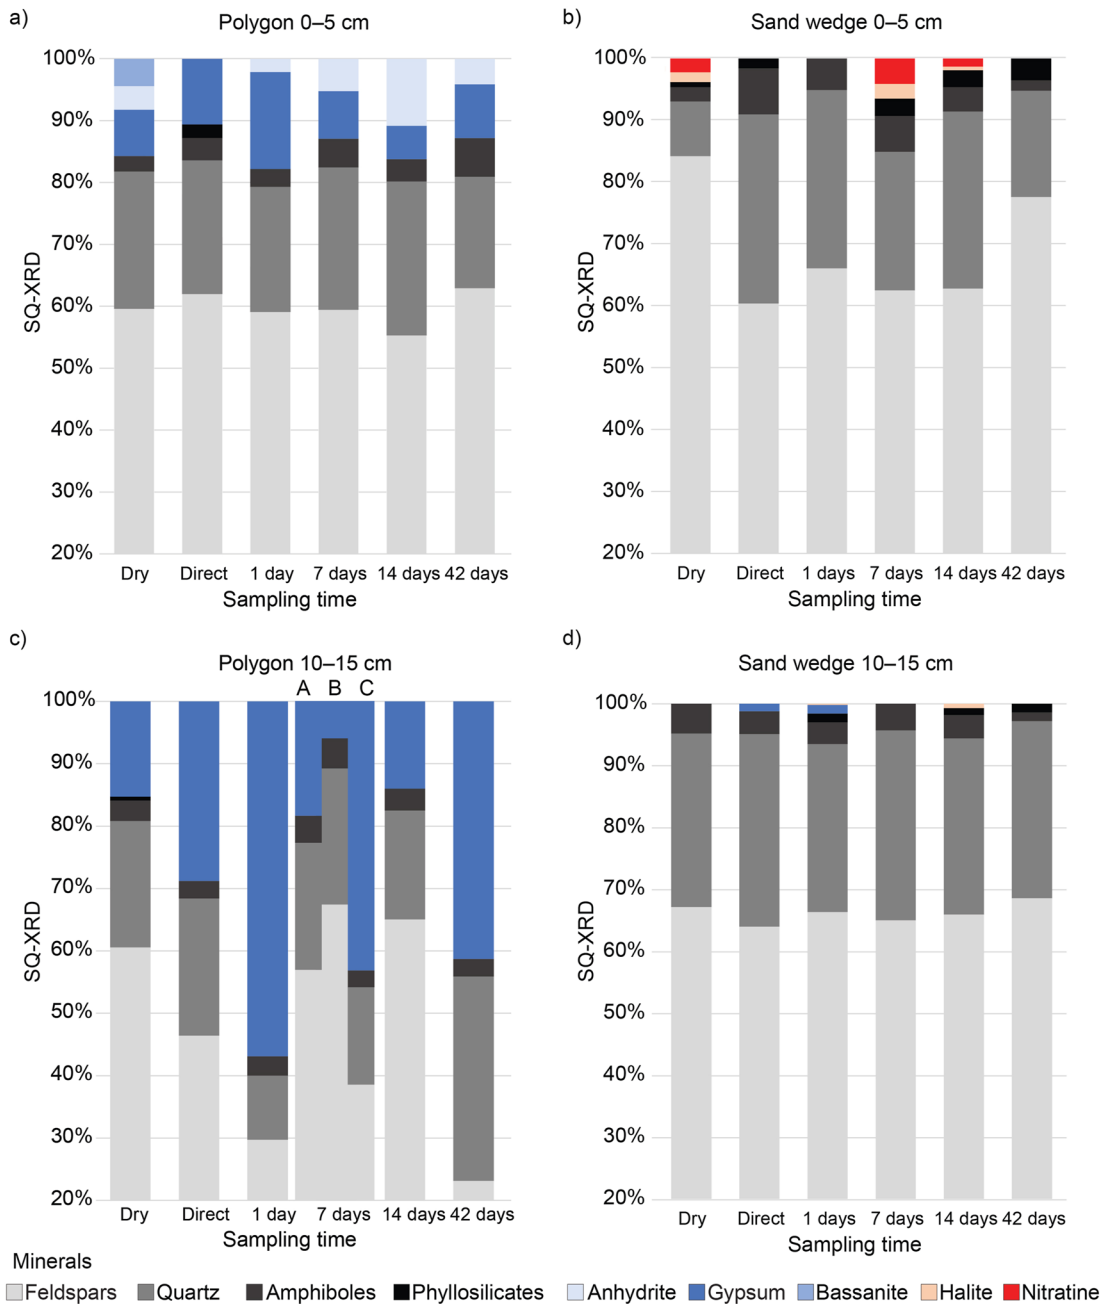 a)
Polygon 0–5 cm
100%
90%
80%
70%
60%
50%
40%
30%
20%
SQ-XRD
Dry Direct 1 day 7 days 14 days 42 days
Sampling time
b)
Sand wedge 0–5 cm
100%
90%
80%
70%
60%
50%
40%
30%
20%
SQ-XRD
Dry Direct 1 days 7 days 14 days 42 days
Sampling time
c)
Polygon 10–15 cm
A B C
100%
90%
80%
70%
60%
50%
40%
30%
20%
SQ-XRD
Dry Direct 1 day 7 days 14 days 42 days
Sampling time
d)
Sand wedge 10–15 cm
100%
90%
80%
70%
60%
50%
40%
30%
20%
SQ-XRD
Dry Direct 1 days 7 days 14 days 42 days
Sampling time
Minerals
Feldspars Quartz Amphiboles Phyllosilicates Anhydrite Gypsum Bassanite Halite Nitratine